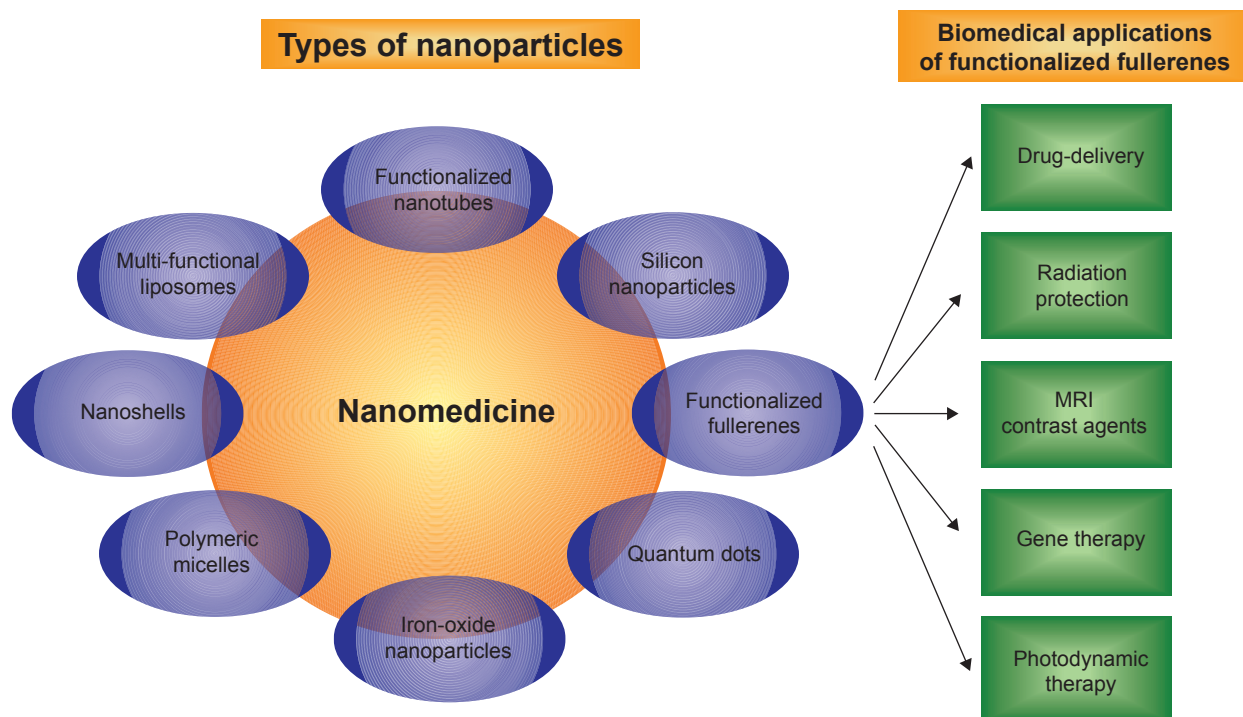 Types of nanoparticles
Biomedical applications
of functionalized fullerenes
Functionalized
nanotubes
Multi-functional
liposomes
Silicon
nanoparticles
Nanoshells
Nanomedicine
Functionalized
fullerenes
Polymeric
micelles
Quantum dots
Iron-oxide
nanoparticles
Drug-delivery
Radiation
protection
MRI
contrast agents
Gene therapy
Photodynamic
therapy